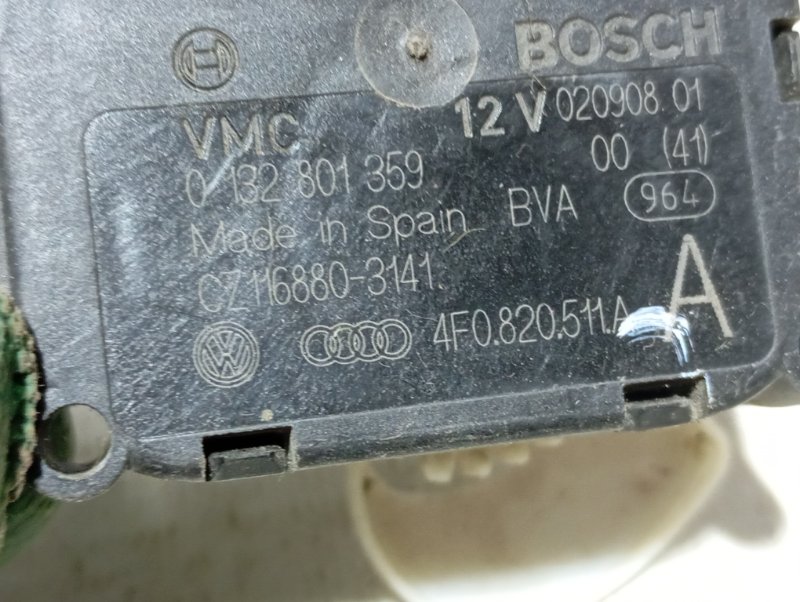 BOSCH
VMC 12 V 020908.01
0 132 801 359 00 (41)
Made in Spain BVA 964
CZ116880-3141
4F0.820.511.A A